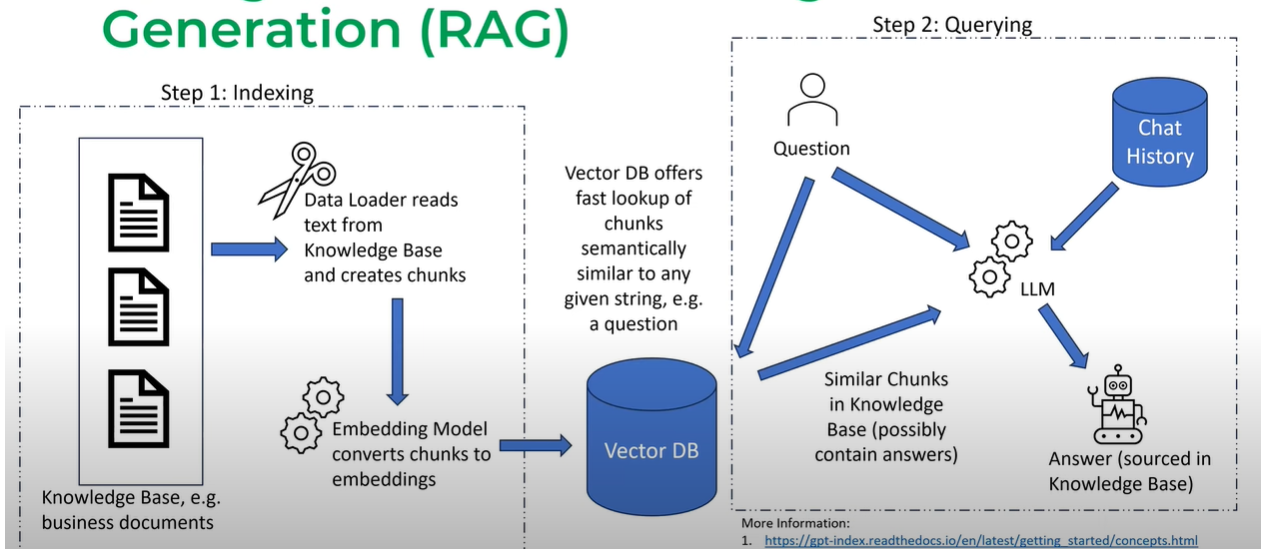 Generation (RAG)
Step 1: Indexing
Data Loader reads
text from
Knowledge Base
and creates chunks
Embedding Model
converts chunks to
embeddings
Knowledge Base, e.g.
business documents
Vector DB offers
fast lookup of
chunks
semantically
similar to any
given string, e.g.
a question
Vector DB
Step 2: Querying
Question
Chat
History
LLM
Similar Chunks
in Knowledge
Base (possibly
contain answers)
Answer (sourced in
Knowledge Base)
More Information:
1. https://gpt-index.readthedocs.io/en/latest/getting_started/concepts.html